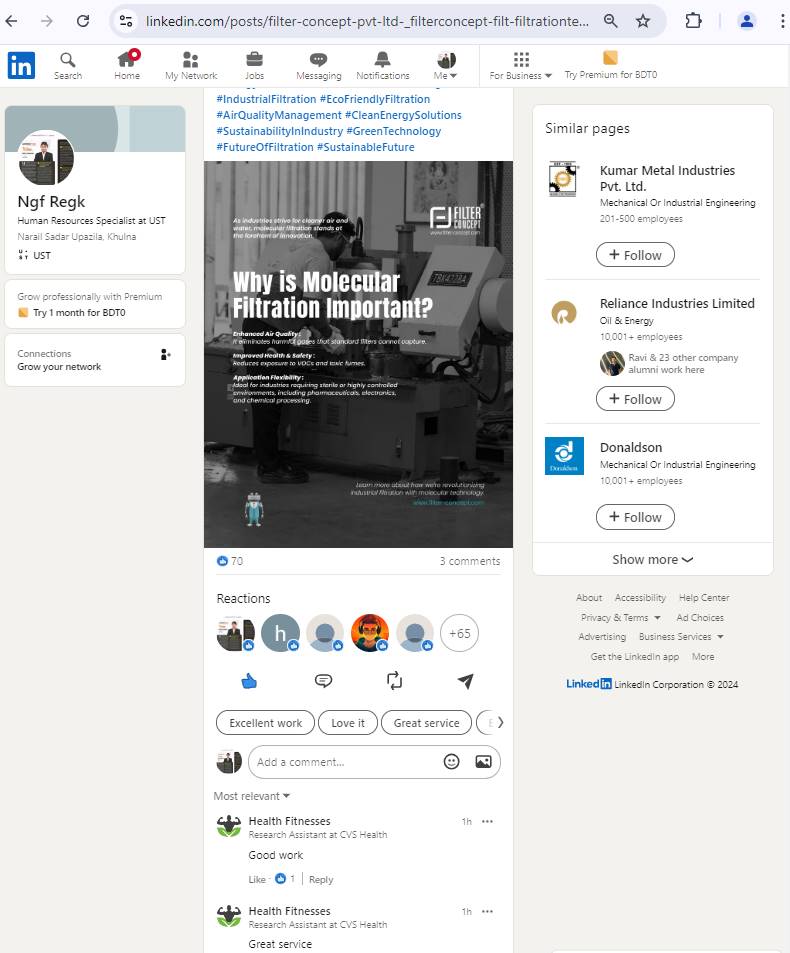 linkedin.com/posts/filter-concept-pvt-ltd-_filterconcept-filt-filtrationte...
in
Search
Home
My Network
Jobs
Messaging
Notifications
Me
For Business
Try Premium for BDT0
Ngf Regk
Human Resources Specialist at UST
Narail Sadar Upazila, Khulna
UST
Grow professionally with Premium
Try 1 month for BDT0
Connections
Grow your network
#IndustrialFiltration #EcoFriendlyFiltration
#AirQualityManagement #CleanEnergySolutions
#SustainabilityInIndustry #GreenTechnology
#FutureOfFiltration #SustainableFuture
As industries strive for cleaner air and
water, molecular filtration stands at
the forefront of innovation.
FILTER
CONCEPT
www.filterconcept.com
Why is Molecular
Filtration Important?
Enhanced Air Quality :
It eliminates harmful gases that standard filters cannot capture.
Improved Health & Safety :
Reduces exposure to VOCs and toxic fumes.
Application Flexibility :
Ideal for industries requiring sterile or highly controlled
environments, including pharmaceuticals, electronics,
and chemical processing.
Learn more about how we're revolutionizing
industrial filtration with molecular technology.
www.filterconcept.com
70
3 comments
Reactions
h
+65
Excellent work
Love it
Great service
Add a comment...
Most relevant
Health Fitnesses
1h
Research Assistant at CVS Health
Good work
Like · 1 | Reply
Health Fitnesses
1h
Research Assistant at CVS Health
Great service
Similar pages
Kumar Metal Industries
Pvt. Ltd.
Mechanical Or Industrial Engineering
201-500 employees
+ Follow
Reliance Industries Limited
Oil & Energy
10,001+ employees
Ravi & 23 other company
alumni work here
+ Follow
Donaldson
Donaldson
Mechanical Or Industrial Engineering
10,001+ employees
+ Follow
Show more
About Accessibility Help Center
Privacy & Terms Ad Choices
Advertising Business Services
Get the LinkedIn app More
LinkedIn LinkedIn Corporation © 2024